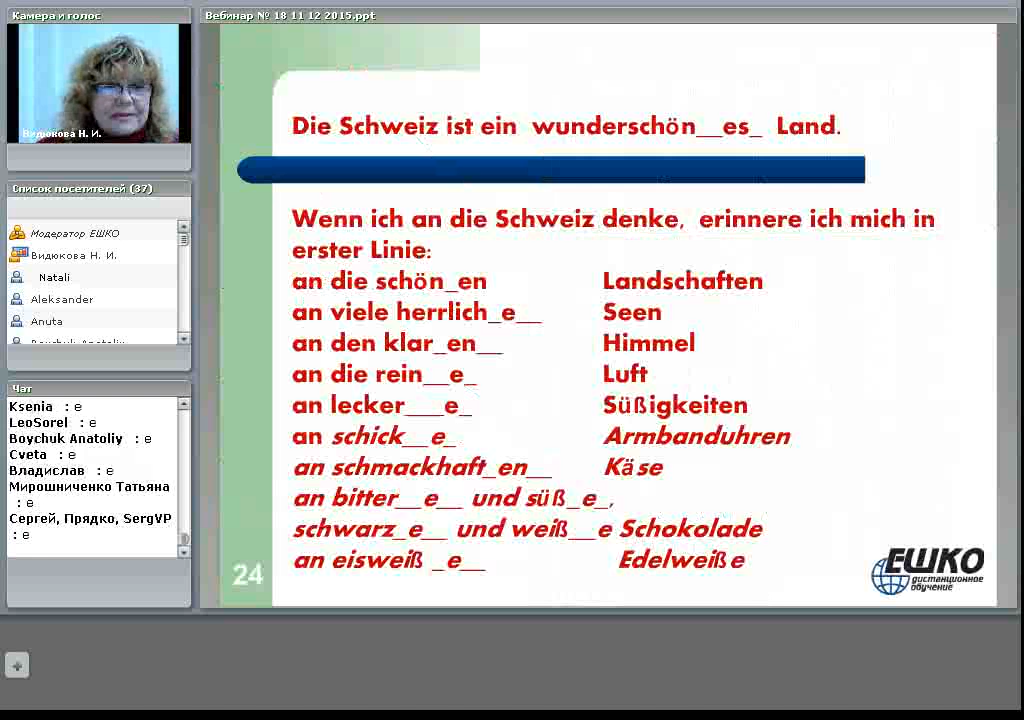 Камера и голос
Видюкова Н. И.
Список посетителей (37)
Модератор ЕШКО
Видюкова Н. И.
Natali
Aleksander
Anuta
Boychuk Anatoliy
Чат
Ksenia : e
LeoSorel : e
Boychuk Anatoliy : e
Cveta : e
Владислав : e
Мирошниченко Татьяна
: e
Сергей, Прядко, SergVP
: e
Вебинар № 18 11 12 2015.ppt
Die Schweiz ist ein wunderschön__es_ Land.
Wenn ich an die Schweiz denke, erinnere ich mich in
erster Linie:
an die schön_en Landschaften
an viele herrlich_e__ Seen
an den klar_en__ Himmel
an die rein__e_ Luft
an lecker___e_ Süßigkeiten
an schick__e_ Armbanduhren
an schmackhaft_en__ Käse
an bitter__e__ und süß_e_,
schwarz_e__ und weiß__e Schokolade
an eisweiß _e__ Edelweiße
24
ЕШКО
дистанционное
обучение